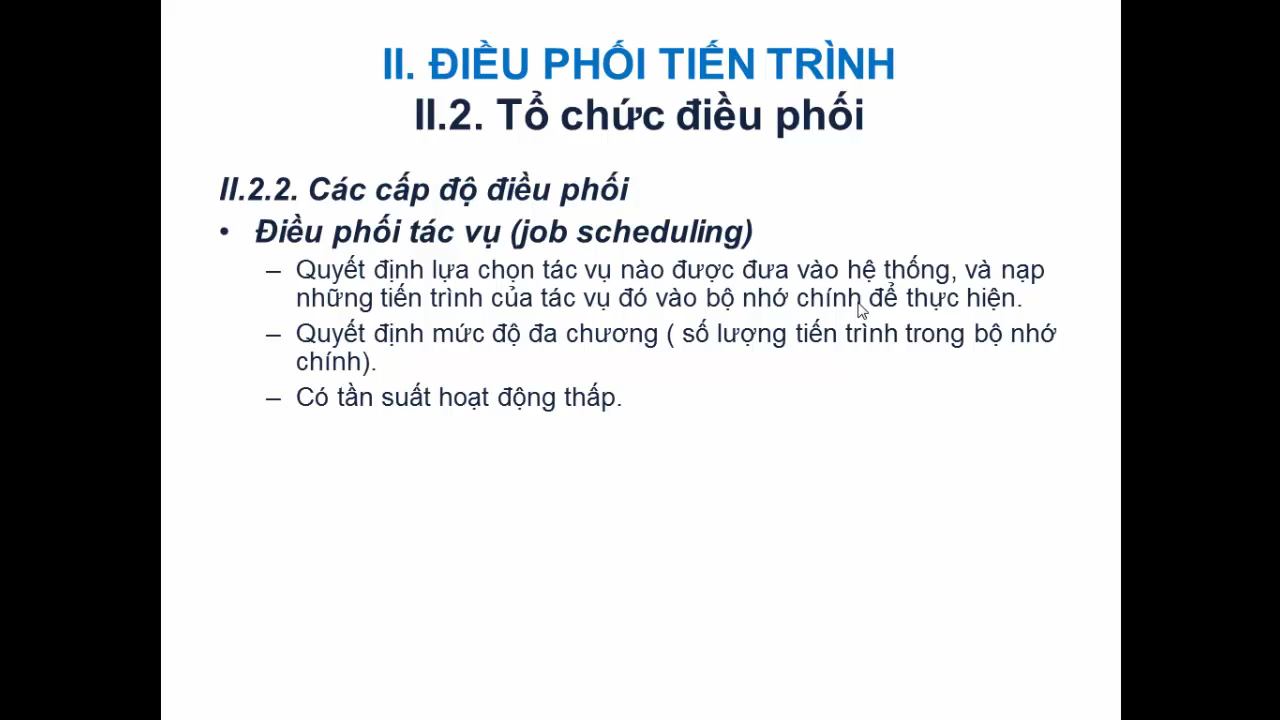 II. ĐIỀU PHỐI TIẾN TRÌNH
II.2. Tổ chức điều phối
II.2.2. Các cấp độ điều phối
• Điều phối tác vụ (job scheduling)
– Quyết định lựa chọn tác vụ nào được đưa vào hệ thống, và nạp
những tiến trình của tác vụ đó vào bộ nhớ chính để thực hiện.
– Quyết định mức độ đa chương ( số lượng tiến trình trong bộ nhớ
chính).
– Có tần suất hoạt động thấp.